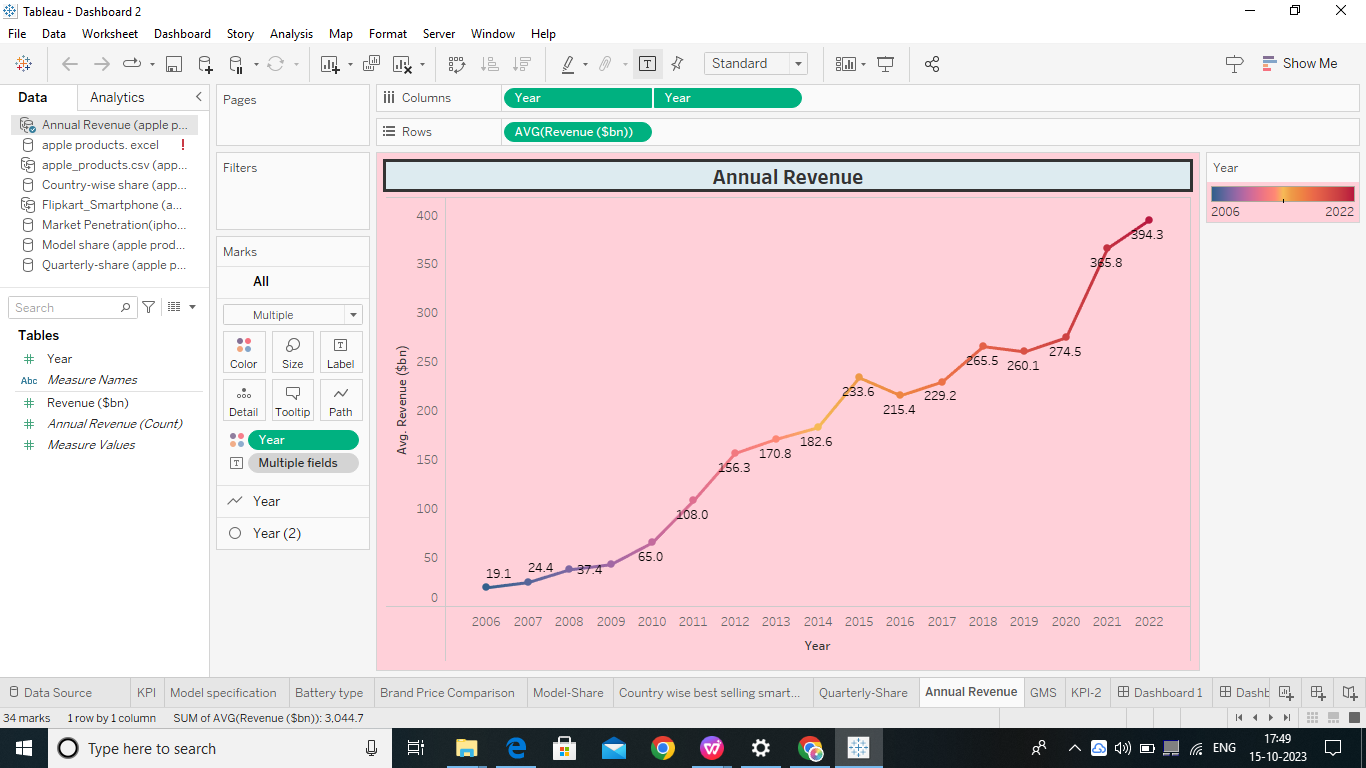 Tableau - Dashboard 2
File Data Worksheet Dashboard Story Analysis Map Format Server Window Help
Standard
Show Me
Data Analytics
Annual Revenue (apple p...
apple products. excel
apple_products.csv (app...
Country-wise share (app...
Flipkart_Smartphone (a...
Market Penetration(ipho...
Model share (apple prod...
Quarterly-share (apple p...
Search
Tables
Year
Abc Measure Names
Revenue ($bn)
Annual Revenue (Count)
Measure Values
Pages
Filters
Marks
All
Multiple
Color Size Label
Detail Tooltip Path
Year
Multiple fields
Year
Year (2)
Columns Year Year
Rows AVG(Revenue ($bn))
Annual Revenue
Avg. Revenue ($bn)
400
350
300
250
200
150
100
50
0
19.1
24.4
37.4
65.0
108.0
156.3
170.8
182.6
233.6
215.4
229.2
265.5
260.1
274.5
365.8
394.3
2006 2007 2008 2009 2010 2011 2012 2013 2014 2015 2016 2017 2018 2019 2020 2021 2022
Year
Year
2006 2022
Data Source KPI Model specification Battery type Brand Price Comparison Model-Share Country wise best selling smart... Quarterly-Share Annual Revenue GMS KPI-2 Dashboard 1 Dashb
34 marks 1 row by 1 column SUM of AVG(Revenue ($bn)): 3,044.7
Type here to search
ENG
17:49
15-10-2023